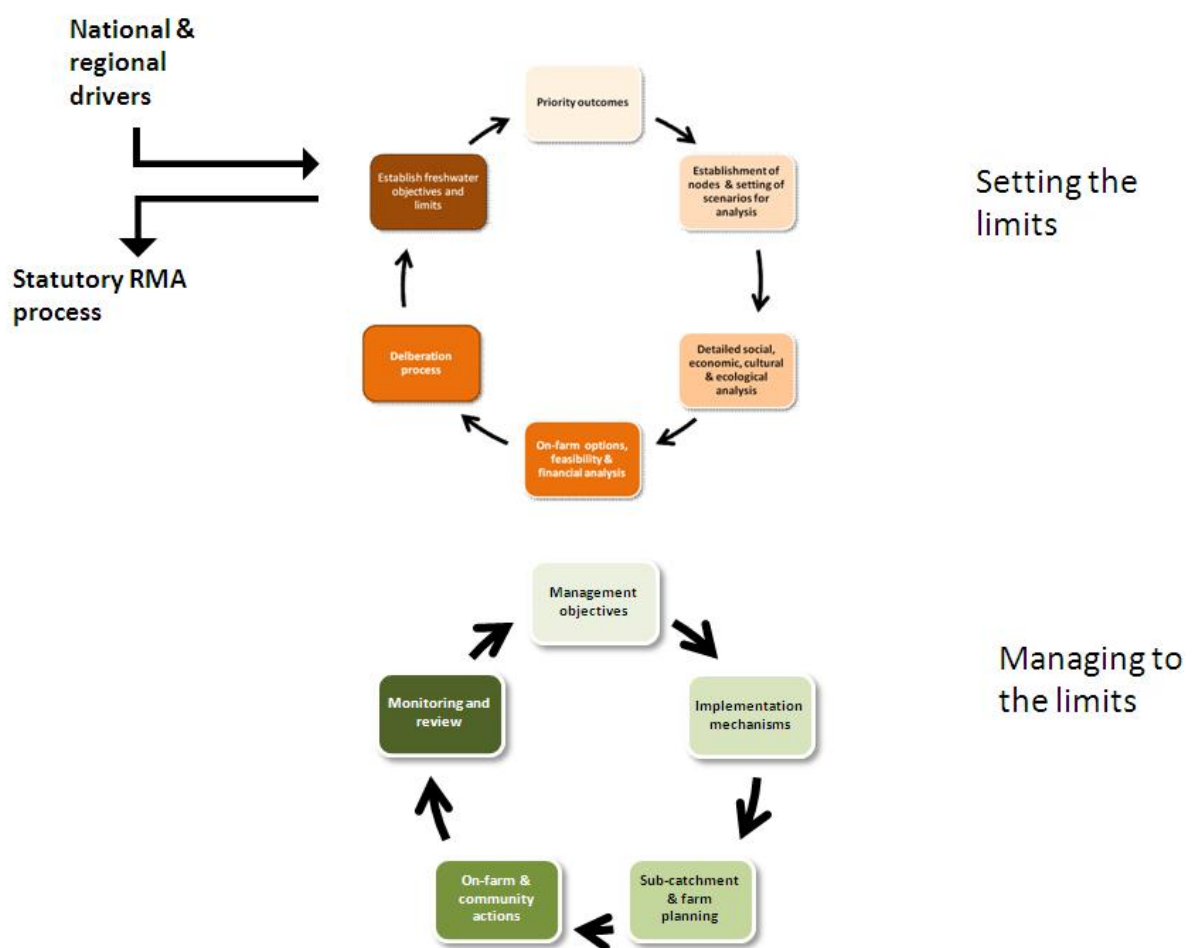 National &
regional
drivers
Statutory RMA
process
Priority outcomes
Establishment of
nodes & setting of
scenarios for
analysis
Detailed social,
economic, cultural
& ecological
analysis
On-farm options,
feasibility &
financial analysis
Deliberation
process
Establish freshwater
objectives and
limits
Setting the
limits
Management
objectives
Implementation
mechanisms
Sub-catchment
& farm
planning
On-farm &
community
actions
Monitoring and
review
Managing to
the limits